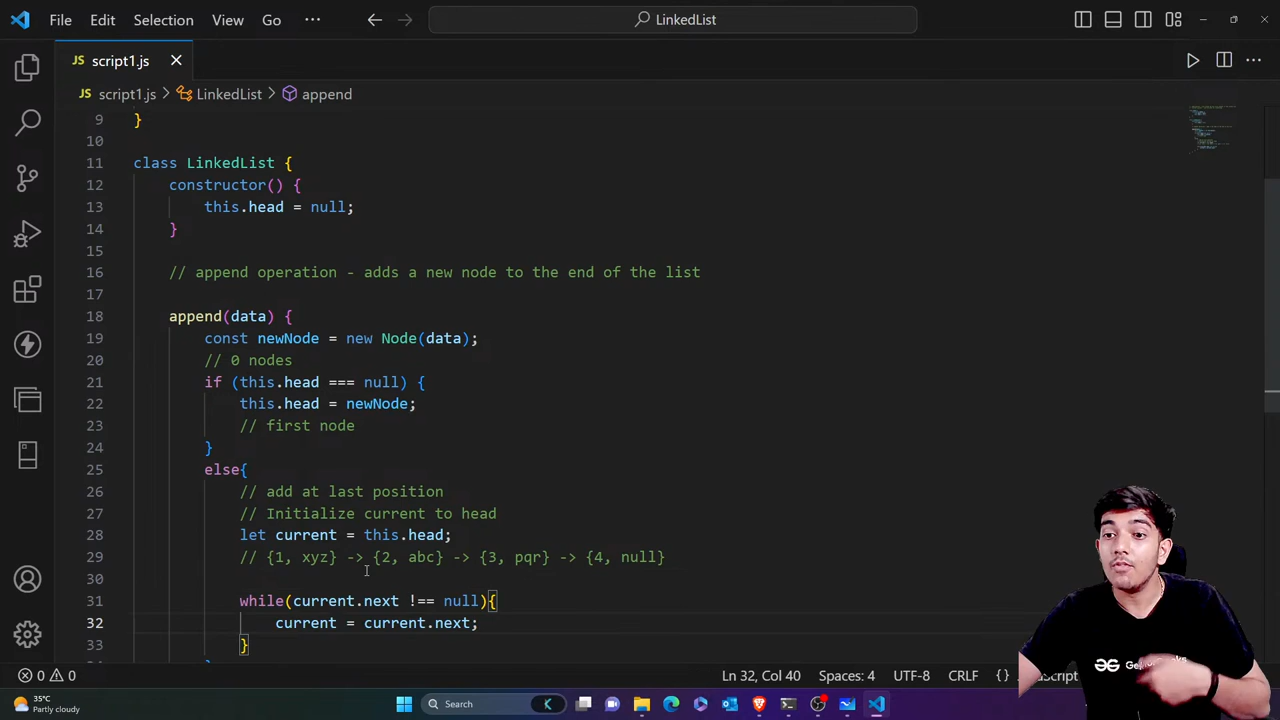 File Edit Selection View Go ··· LinkedList
JS script1.js
JS script1.js > LinkedList > append
9 }
10
11 class LinkedList {
12 constructor() {
13 this.head = null;
14 }
15
16 // append operation - adds a new node to the end of the list
17
18 append(data) {
19 const newNode = new Node(data);
20 // 0 nodes
21 if (this.head === null) {
22 this.head = newNode;
23 // first node
24 }
25 else{
26 // add at last position
27 // Initialize current to head
28 let current = this.head;
29 // {1, xyz} -> {2, abc} -> {3, pqr} -> {4, null}
30
31 while(current.next !== null){
32 current = current.next;
33 }
0 0 Ln 32, Col 40 Spaces: 4 UTF-8 CRLF {}
35°C
Partly cloudy
Search